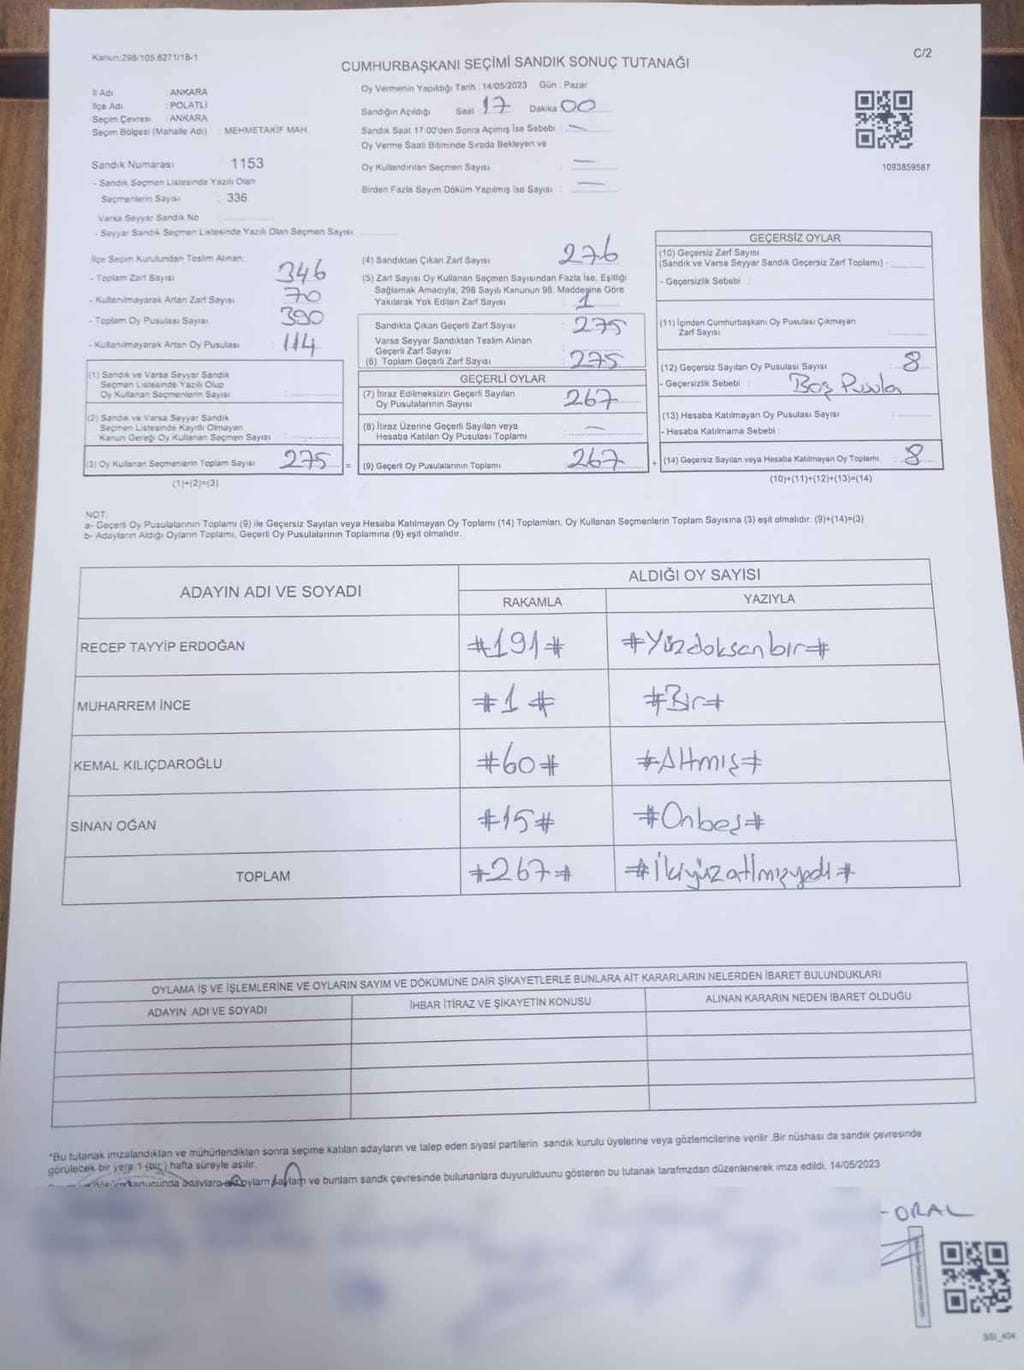 Kanun:298/105 6271/18-1
C/2
CUMHURBAŞKANI SEÇİMİ SANDIK SONUÇ TUTANAĞI
İl Adı : ANKARA
İlçe Adı : POLATLI
Seçim Çevresi : ANKARA
Seçim Bölgesi (Mahalle Adı) : MEHMETAKİF MAH.
Sandık Numarası 1153
- Sandık Seçmen Listesinde Yazılı Olan
Seçmenlerin Sayısı : 336
Varsa Seyyar Sandık No
- Seyyar Sandık Seçmen Listesinde Yazılı Olan Seçmen Sayısı
Oy Vermenin Yapıldığı Tarih : 14/05/2023 Gün : Pazar
Sandığın Açıldığı Saat 17 Dakika 00
Sandık Saat 17:00'den Sonra Açmış İse Sebebi : —
Oy Verme Saati Bitiminde Sırada Bekleyen ve
Oy Kullandırılan Seçmen Sayısı : —
Birden Fazla Sayım Döküm Yapılmış İse Sayısı : —
1093859587
İlçe Seçim Kurulundan Teslim Alınan;
- Toplam Zarf Sayısı 346
- Kullanılmayarak Artan Zarf Sayısı 70
- Toplam Oy Pusulası Sayısı 390
- Kullanılmayarak Artan Oy Pusulası 114
(1) Sandık ve Varsa Seyyar Sandık
Seçmen Listesinde Yazılı Olup
Oy Kullanan Seçmenlerin Sayısı
(2) Sandık ve Varsa Seyyar Sandık
Seçmen Listesinde Kayıtlı Olmayan
Kanun Gereği Oy Kullanan Seçmen Sayısı
(3) Oy Kullanan Seçmenlerin Toplam Sayısı 275
(1)+(2)=(3)
(4) Sandıktan Çıkan Zarf Sayısı 276
(5) Zarf Sayısı Oy Kullanan Seçmen Sayısından Fazla İse, Eşitliği
Sağlamak Amacıyla; 298 Sayılı Kanunun 98. Maddesine Göre
Yakılarak Yok Edilen Zarf Sayısı 1
Sandıkta Çıkan Geçerli Zarf Sayısı : 275
Varsa Seyyar Sandıktan Teslim Alınan
Geçerli Zarf Sayısı
(6) Toplam Geçerli Zarf Sayısı : 275
GEÇERLİ OYLAR
(7) İtiraz Edilmeksizin Geçerli Sayılan
Oy Pusulalarının Sayısı : 267
(8) İtiraz Üzerine Geçerli Sayılan veya
Hesaba Katılan Oy Pusulası Toplamı : —
= (9) Geçerli Oy Pusulalarının Toplamı : 267
GEÇERSİZ OYLAR
(10) Geçersiz Zarf Sayısı
(Sandık ve Varsa Seyyar Sandık Geçersiz Zarf Toplamı) :
- Geçersizlik Sebebi :
(11) İçinden Cumhurbaşkanı Oy Pusulası Çıkmayan
Zarf Sayısı
(12) Geçersiz Sayılan Oy Pusulası Sayısı : 8
- Geçersizlik Sebebi : Boş Pusula
(13) Hesaba Katılmayan Oy Pusulası Sayısı :
- Hesaba Katılmama Sebebi :
+ (14) Geçersiz Sayılan veya Hesaba Katılmayan Oy Toplamı : 8
(10)+(11)+(12)+(13)=(14)
NOT:
a- Geçerli Oy Pusulalarının Toplamı (9) ile Geçersiz Sayılan veya Hesaba Katılmayan Oy Toplamı (14) Toplamları, Oy Kullanan Seçmenlerin Toplam Sayısına (3) eşit olmalıdır. (9)+(14)=(3)
b- Adayların Aldığı Oyların Toplamı, Geçerli Oy Pusulalarının Toplamına (9) eşit olmalıdır.
ADAYIN ADI VE SOYADI
ALDIĞI OY SAYISI
RAKAMLA YAZIYLA
RECEP TAYYİP ERDOĞAN #191# #Yüzdoksanbir#
MUHARREM İNCE #1# #Bir#
KEMAL KILIÇDAROĞLU #60# #Altmış#
SİNAN OĞAN #15# #Onbeş#
TOPLAM #267# #İkiyüzaltmışyedi#
OYLAMA İŞ VE İŞLEMLERİNE VE OYLARIN SAYIM VE DÖKÜMÜNE DAİR ŞİKAYETLERLE BUNLARA AİT KARARLARIN NELERDEN İBARET BULUNDUKLARI
ADAYIN ADI VE SOYADI İHBAR İTİRAZ VE ŞİKAYETİN KONUSU ALINAN KARARIN NEDEN İBARET OLDUĞU
*Bu tutanak imzalandıktan ve mühürlendikten sonra seçime katılan adayların ve talep eden siyasi partilerin sandık kurulu üyelerine veya gözlemcilerine verilir .Bir nüshası da sandık çevresinde
görülecek bir yere 1 (bir) hafta süreyle asılır.
ve bunların sandk çevresinde bulunanlara duyurulduunu gösteren bu tutanak tarafmzdan düzenlenerek imza edildi. 14/05/2023
- ORAL
SSI_404